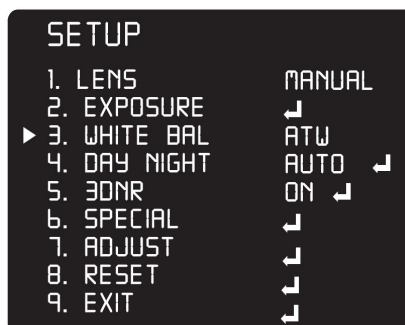 SETUP
1. LENS MANUAL
2. EXPOSURE ↵
3. WHITE BAL ATW
4. DAY NIGHT AUTO ↵
5. 3DNR ON ↵
6. SPECIAL ↵
7. ADJUST ↵
8. RESET ↵
9. EXIT ↵